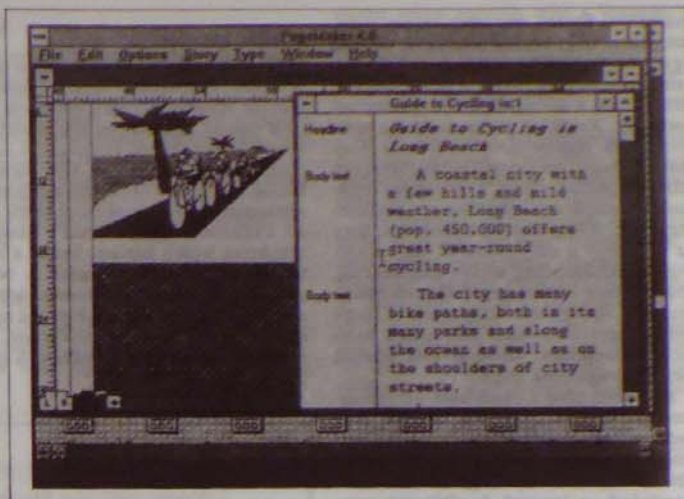 PageMaker 4.0
File Edit Options Story Type Window Help
Guide to Cycling in:1
Headline
Guide to Cycling in
Long Beach
Body text
A coastal city with
a few hills and mild
weather, Long Beach
(pop. 450,000) offers
great year-round
cycling.
Body text
The city has many
bike paths, both in its
many parks and along
the ocean as well as on
the shoulders of city
streets.